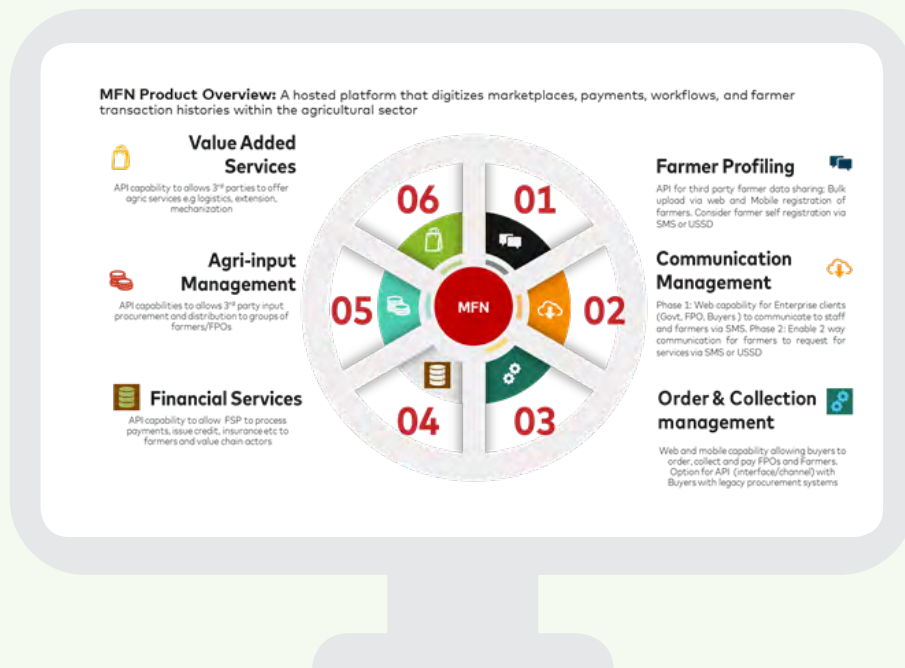 MFN Product Overview: A hosted platform that digitizes marketplaces, payments, workflows, and farmer
transaction histories within the agricultural sector
Value Added
Services
API capability to allows 3rd parties to offer
agric services e.g logistics, extension,
mechanization
Agri-input
Management
API capabilities to allows 3rd party input
procurement and distribution to groups of
farmers/FPOs
Financial Services
API capability to allow FSP to process
payments, issue credit, insurance etc to
farmers and value chain actors
06
01
05
MFN
02
04
03
Farmer Profiling
API for third party farmer data sharing; Bulk
upload via web and Mobile registration of
farmers. Consider farmer self registration via
SMS or USSD
Communication
Management
Phase 1: Web capability for Enterprise clients
(Govt, FPO, Buyers ) to communicate to staff
and farmers via SMS. Phase 2: Enable 2 way
communication for farmers to request for
services via SMS or USSD
Order & Collection
management
Web and mobile capability allowing buyers to
order, collect and pay FPOs and Farmers.
Option for API (interface/channel) with
Buyers with legacy procurement systems